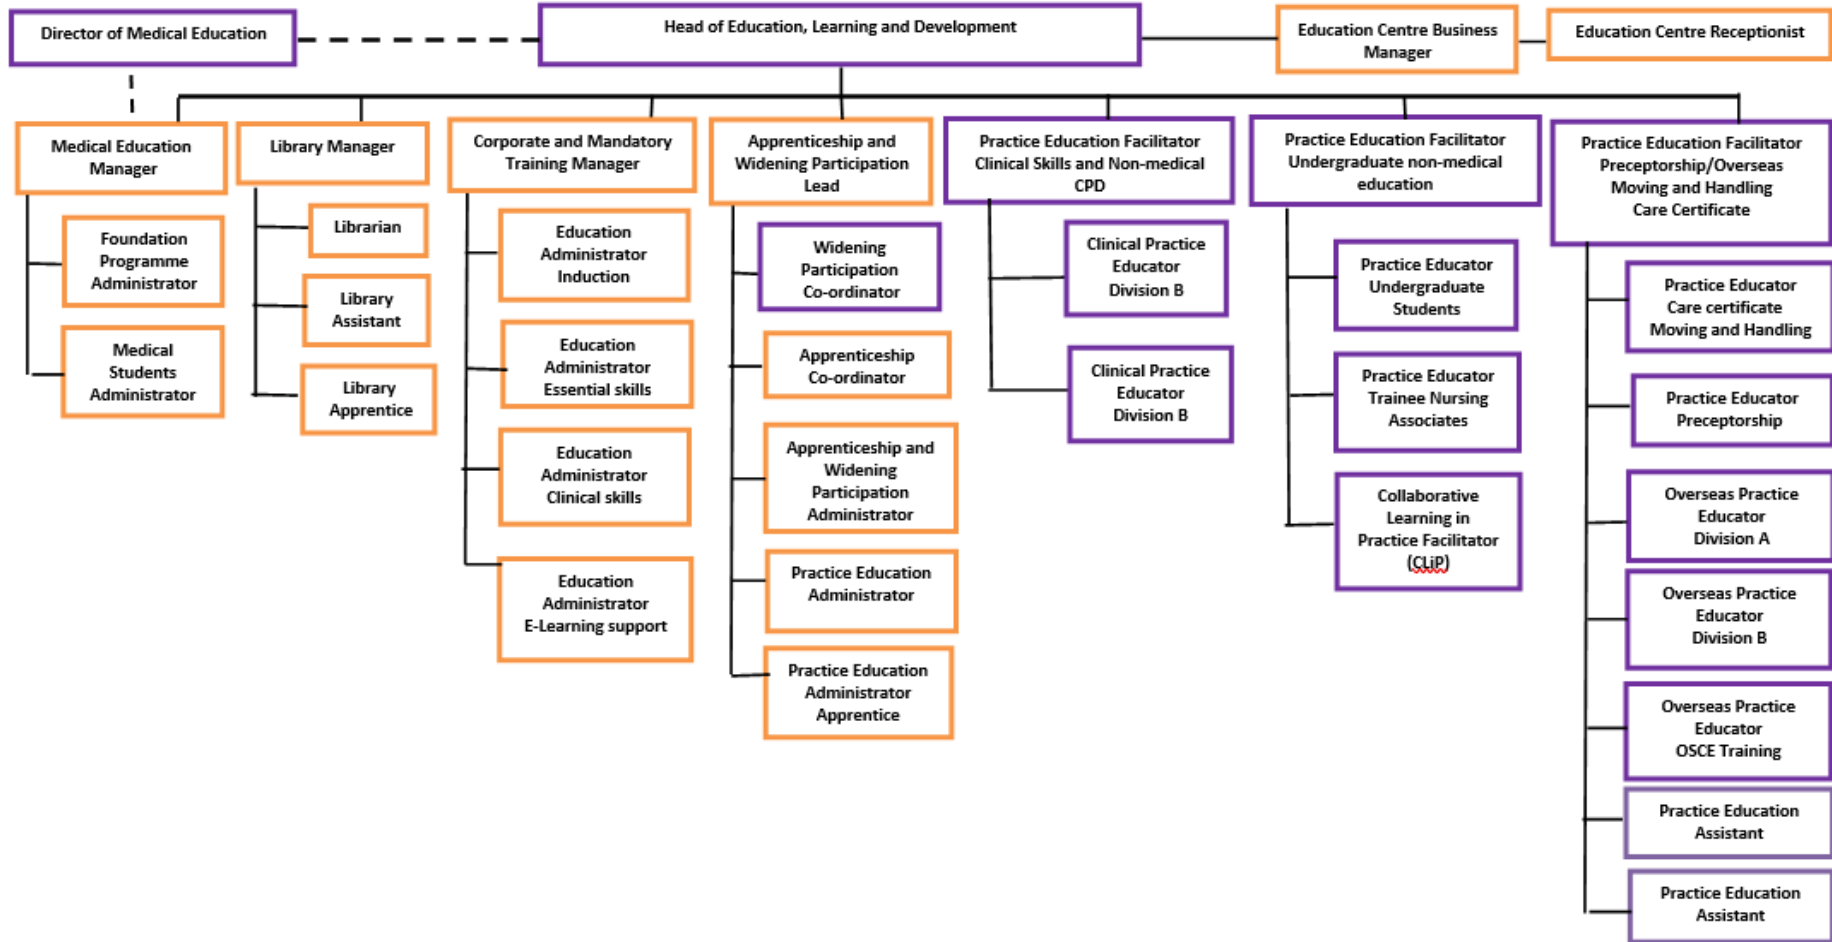 Director of Medical Education
Head of Education, Learning and Development
Education Centre Business
Manager
Education Centre Receptionist
Medical Education
Manager
Foundation
Programme
Administrator
Medical
Students
Administrator
Library Manager
Librarian
Library
Assistant
Library
Apprentice
Corporate and Mandatory
Training Manager
Education
Administrator
Induction
Education
Administrator
Essential skills
Education
Administrator
Clinical skills
Education
Administrator
E-Learning support
Apprenticeship and
Widening Participation
Lead
Widening
Participation
Co-ordinator
Apprenticeship
Co-ordinator
Apprenticeship and
Widening
Participation
Administrator
Practice Education
Administrator
Practice Education
Administrator
Apprentice
Practice Education Facilitator
Clinical Skills and Non-medical
CPD
Clinical Practice
Educator
Division B
Clinical Practice
Educator
Division B
Practice Education Facilitator
Undergraduate non-medical
education
Practice Educator
Undergraduate
Students
Practice Educator
Trainee Nursing
Associates
Collaborative
Learning in
Practice Facilitator
(CLiP)
Practice Education Facilitator
Preceptorship/Overseas
Moving and Handling
Care Certificate
Practice Educator
Care certificate
Moving and Handling
Practice Educator
Preceptorship
Overseas Practice
Educator
Division A
Overseas Practice
Educator
Division B
Overseas Practice
Educator
OSCE Training
Practice Education
Assistant
Practice Education
Assistant